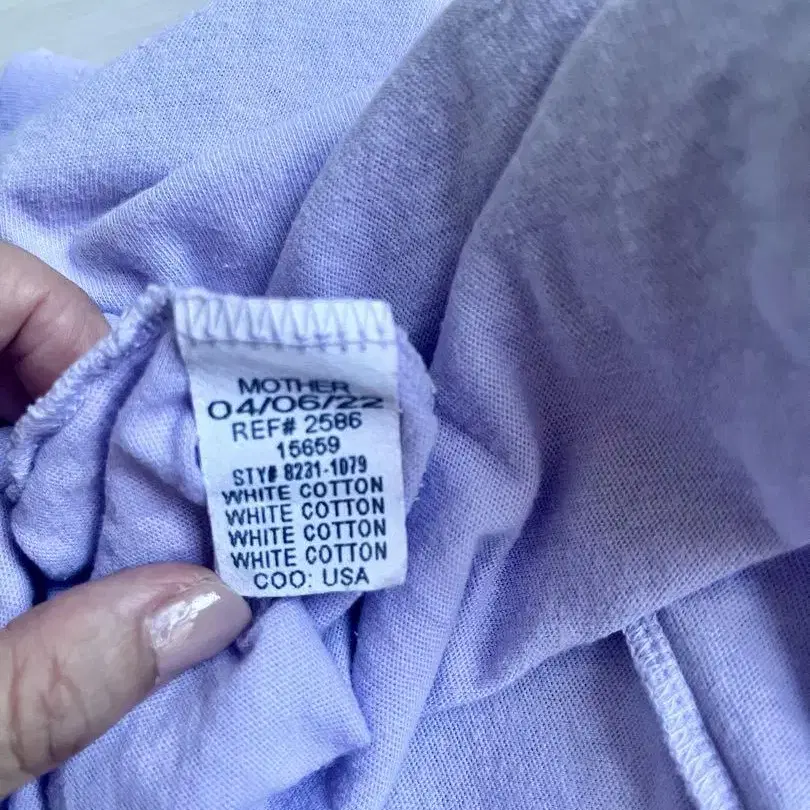 MOTHER
04/06/22
REF# 2586
15659
STY# 8231-1079
WHITE COTTON
WHITE COTTON
WHITE COTTON
WHITE COTTON
COO: USA